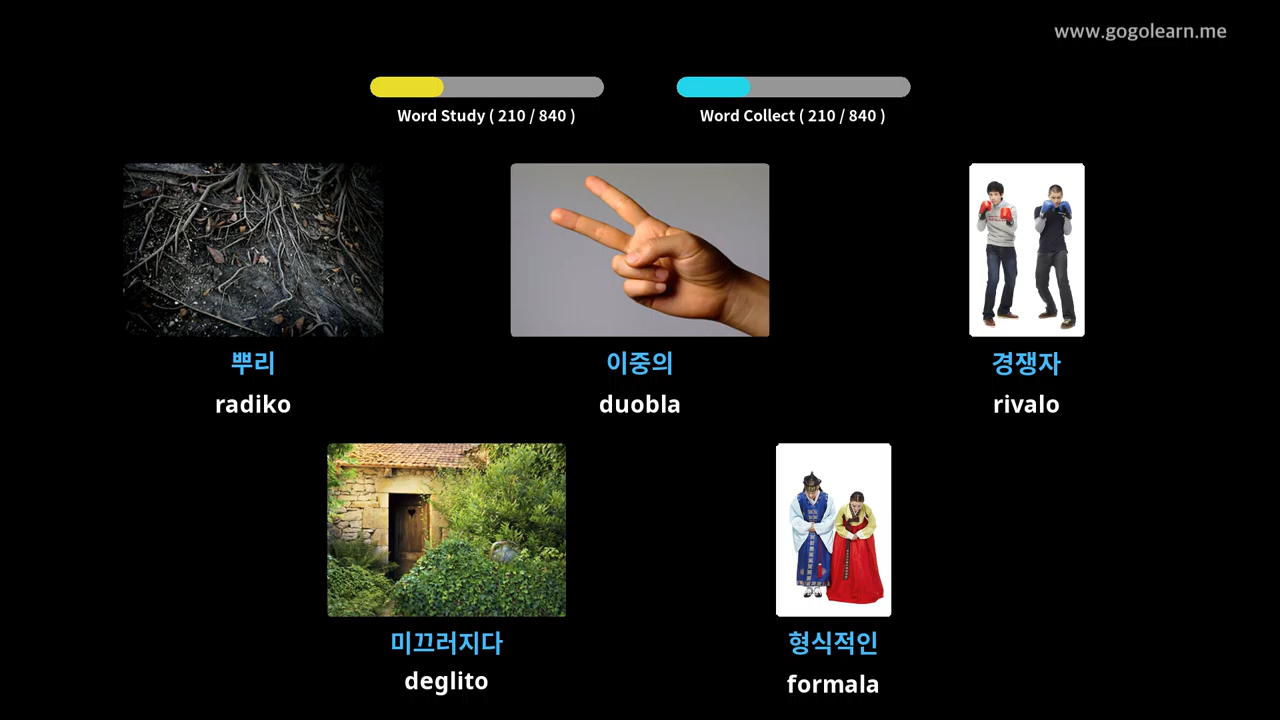 www.gogolearn.me
Word Study ( 210 / 840 )
Word Collect ( 210 / 840 )
뿌리
이중의
경쟁자
radiko
duobla
rivalo
미끄러지다
형식적인
deglito
formala